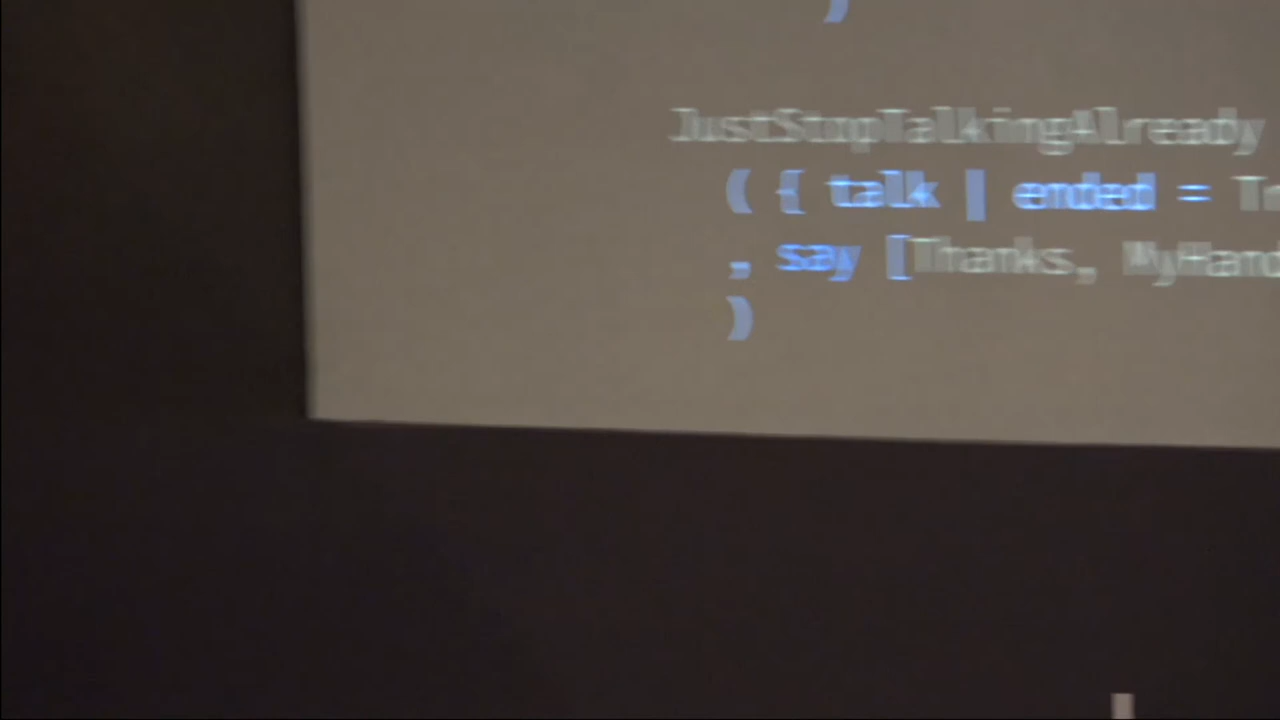 )
JustStopTalkingAlready
( { talk | ended =
, say [Thanks,
)